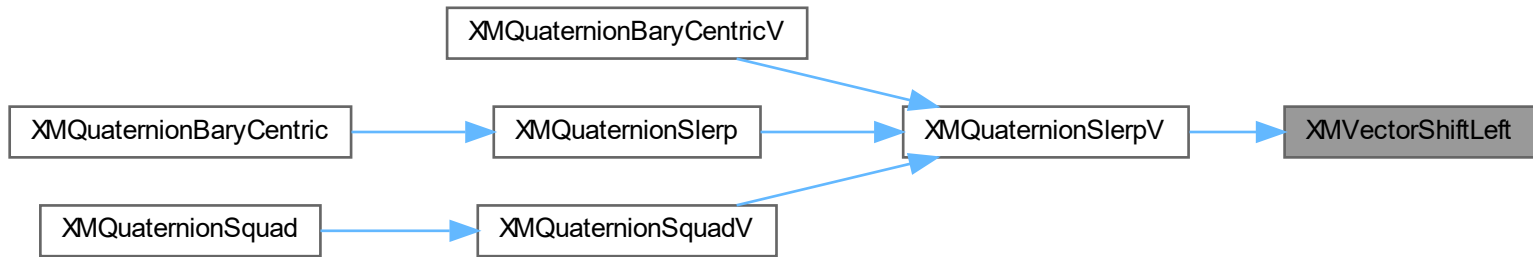 XMQuaternionBaryCentricV
XMQuaternionBaryCentric
XMQuaternionSlerp
XMQuaternionSlerpV
XMVectorShiftLeft
XMQuaternionSquad
XMQuaternionSquadV